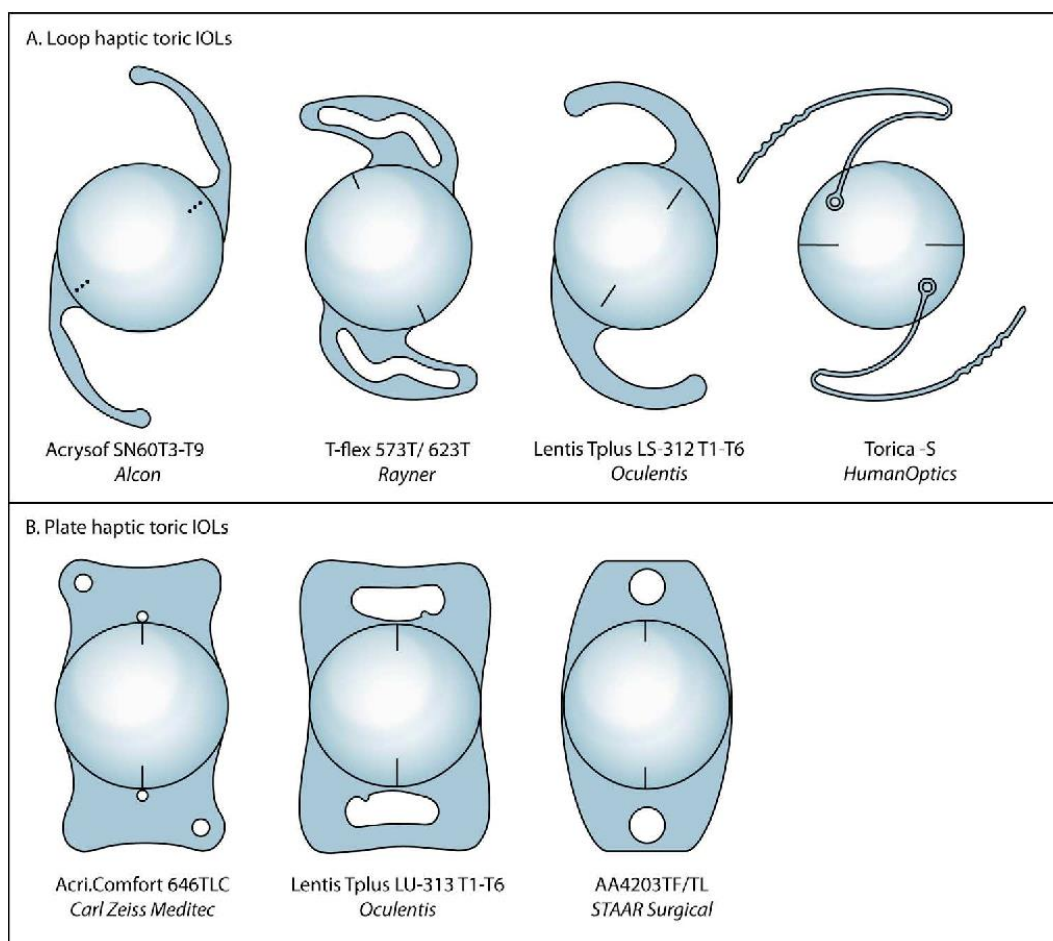 A. Loop haptic toric IOLs
Acrysof SN60T3-T9
Alcon
T-flex 573T/ 623T
Rayner
Lentis Tplus LS-312 T1-T6
Oculentis
Torica -S
HumanOptics
B. Plate haptic toric IOLs
Acri.Comfort 646TLC
Carl Zeiss Meditec
Lentis Tplus LU-313 T1-T6
Oculentis
AA4203TF/TL
STAAR Surgical